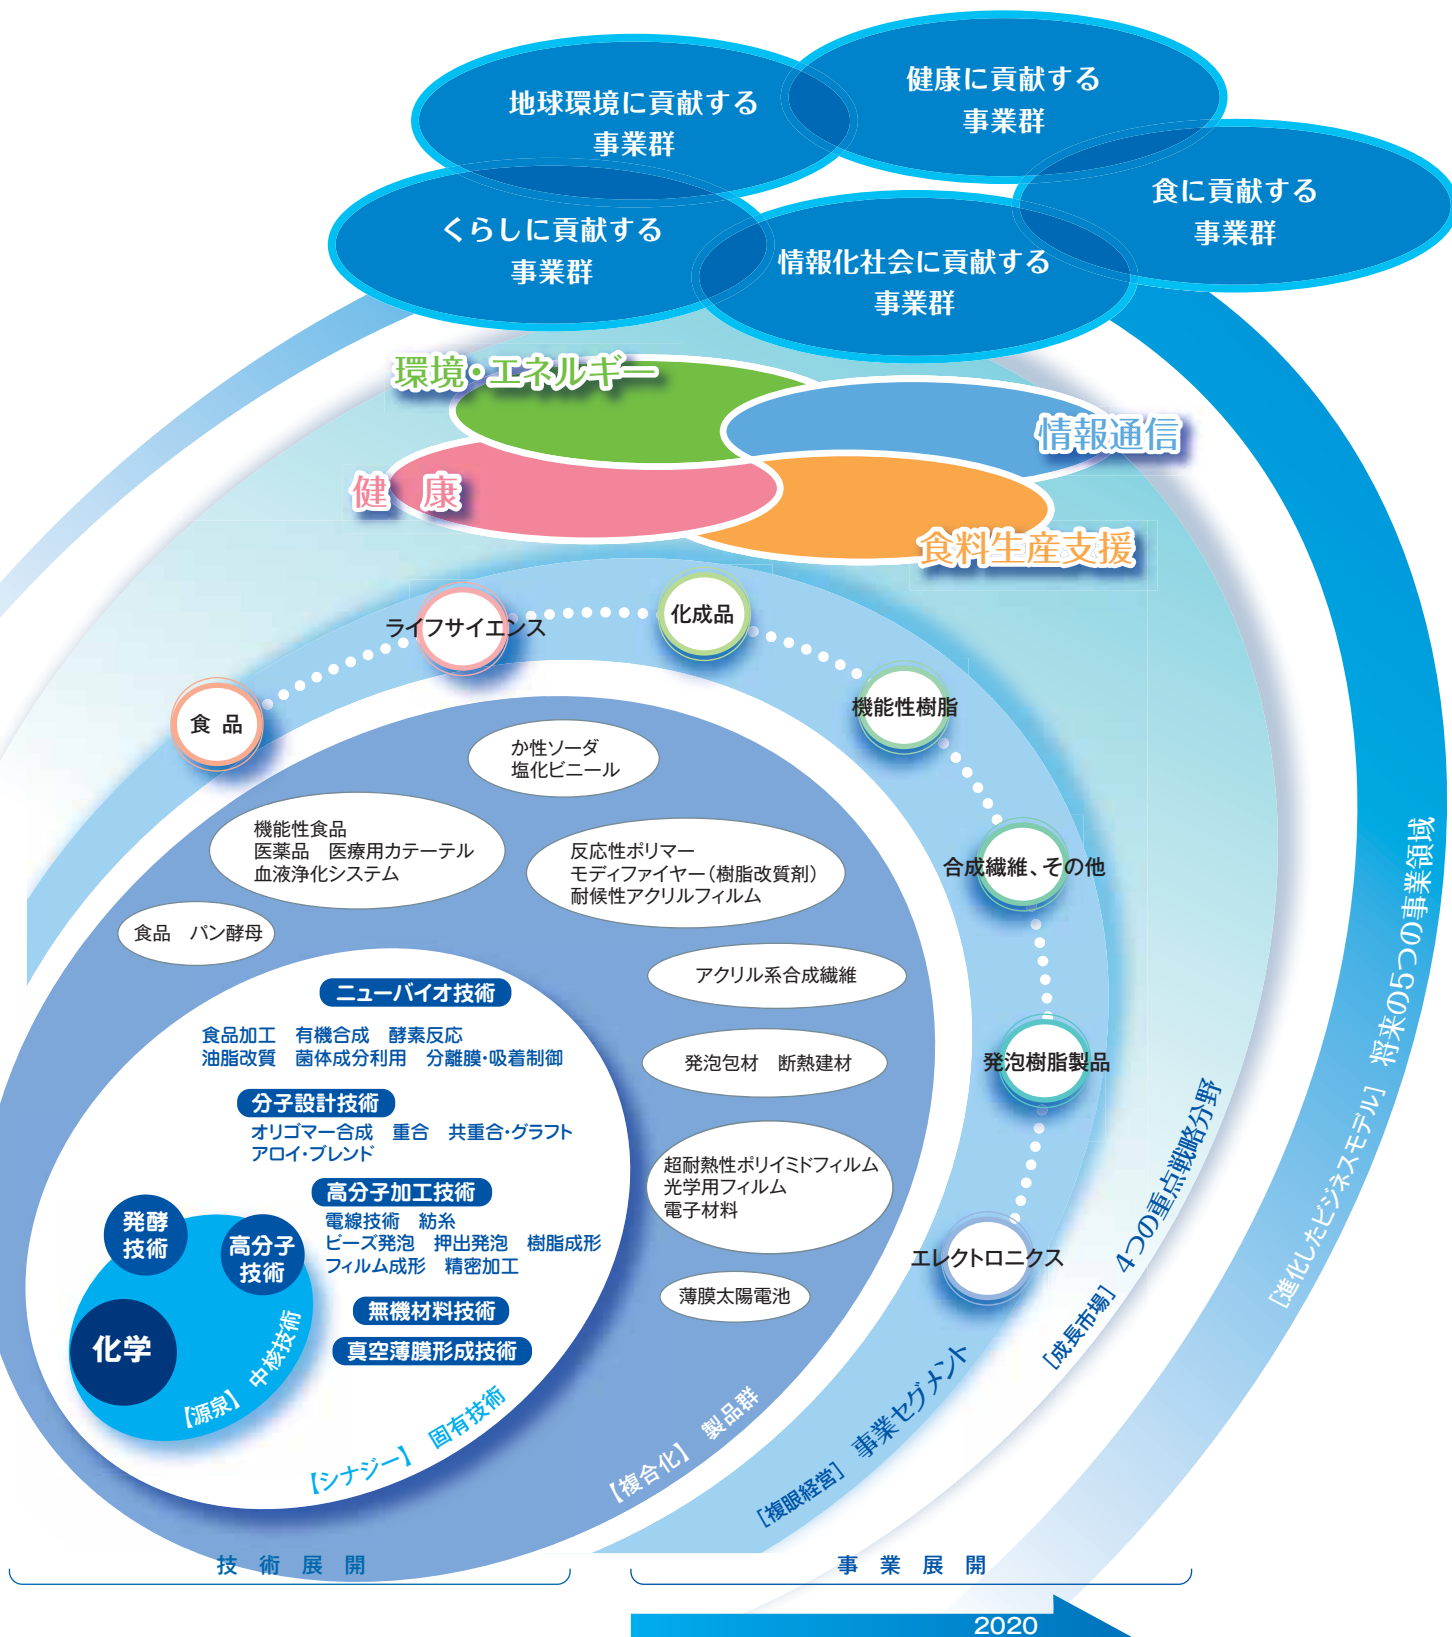 地球環境に貢献する
事業群
健康に貢献する
事業群
食に貢献する
事業群
くらしに貢献する
事業群
情報化社会に貢献する
事業群
環境・エネルギー
情報通信
健　康
食料生産支援
食 品
ライフサイエンス
化成品
機能性樹脂
合成繊維、その他
発泡樹脂製品
エレクトロニクス
か性ソーダ
塩化ビニール
機能性食品
医薬品　医療用カテーテル
血液浄化システム
反応性ポリマー
モディファイヤー（樹脂改質剤）
耐候性アクリルフィルム
食品　パン酵母
アクリル系合成繊維
発泡包材　断熱建材
超耐熱性ポリイミドフィルム
光学用フィルム
電子材料
薄膜太陽電池
ニューバイオ技術
食品加工　有機合成　酵素反応
油脂改質　菌体成分利用　分離膜・吸着制御
分子設計技術
オリゴマー合成　重合　共重合・グラフト
アロイ・ブレンド
高分子加工技術
電線技術　紡糸
ビーズ発泡　押出発泡　樹脂成形
フィルム成形　精密加工
無機材料技術
真空薄膜形成技術
発酵
技術
高分子
技術
化学
【源泉】 中核技術
【シナジー】 固有技術
【複合化】 製品群
［複眼経営］ 事業セグメント
［成長市場］ 4つの重点戦略分野
［進化したビジネスモデル］ 将来の5つの事業領域
技 術 展 開
事 業 展 開
2020